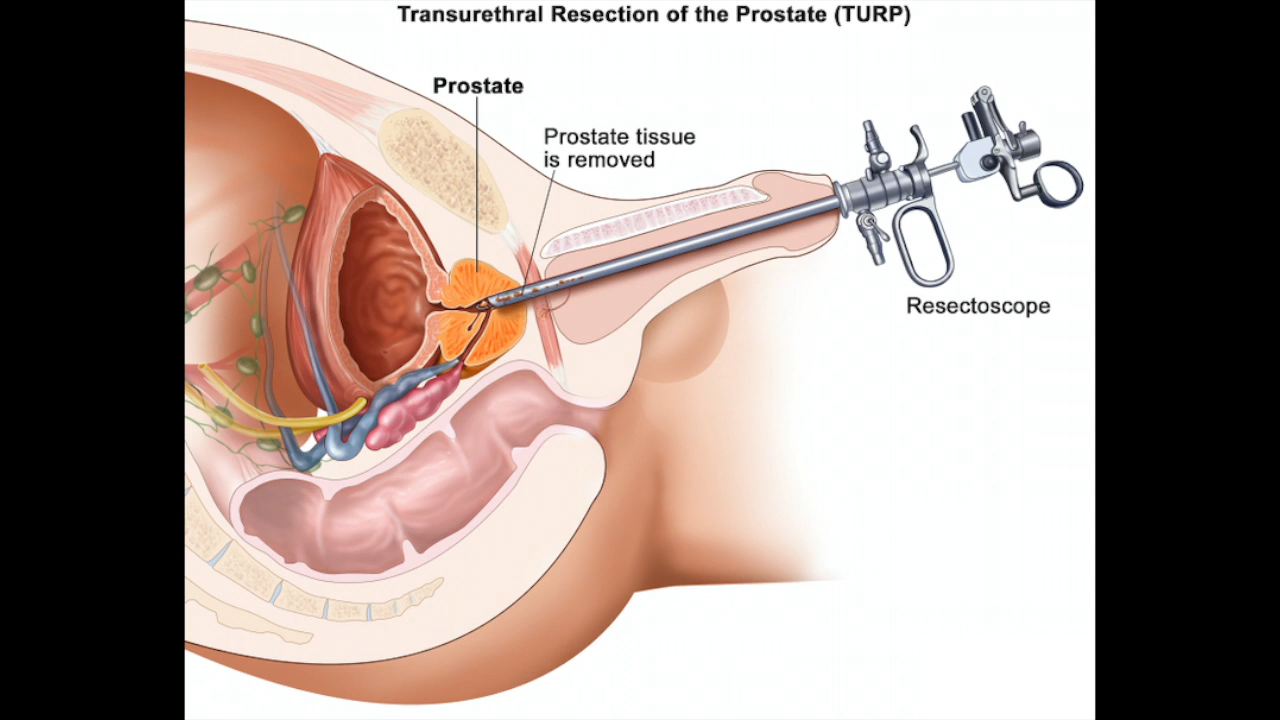 Transurethral Resection of the Prostate (TURP)
Prostate
Prostate tissue
is removed
Resectoscope